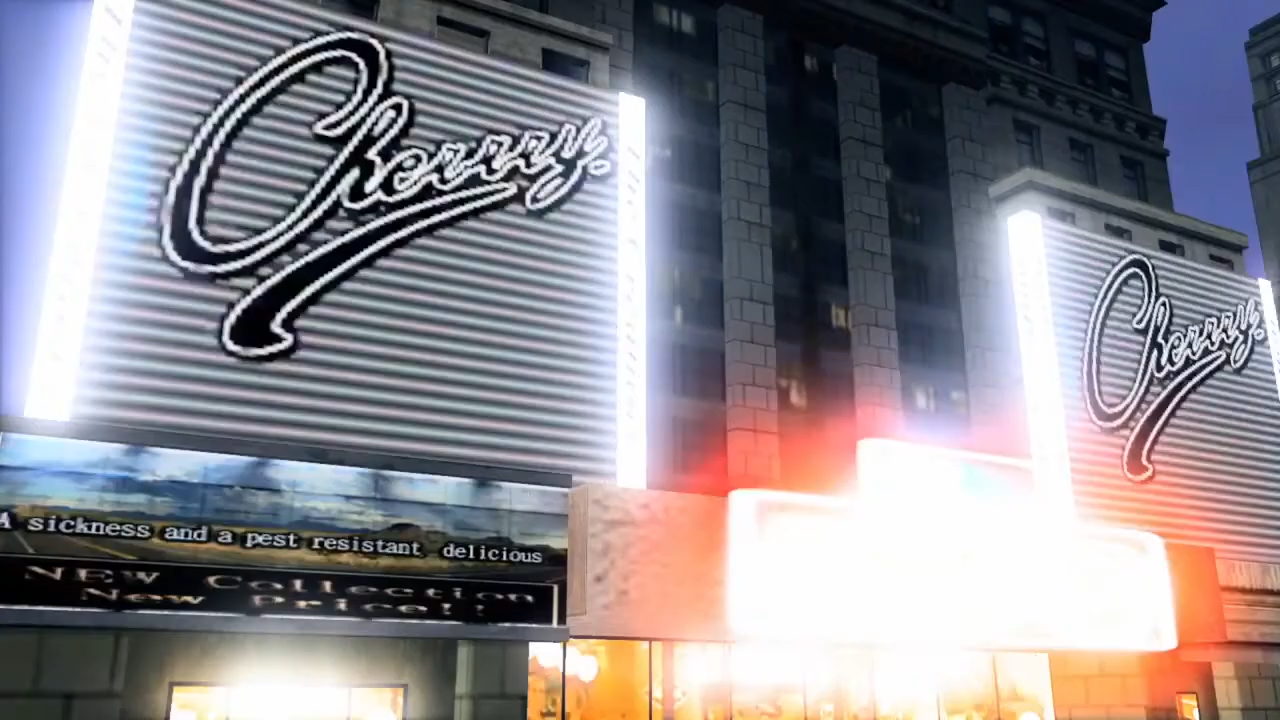 Cherry.
Cherry.
A sickness and a pest resistant delicious
NEW Collection
New Price!!